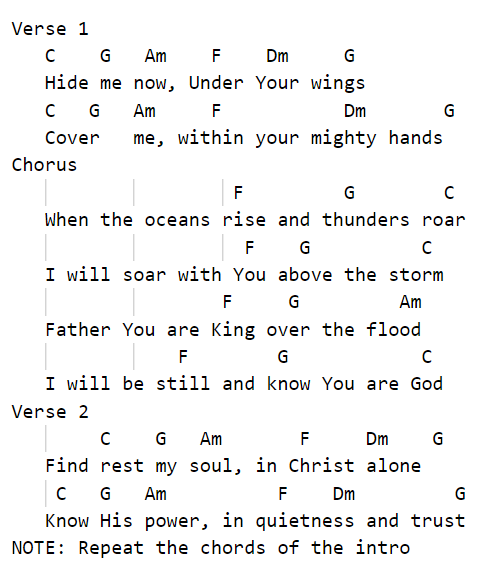 Verse 1
   C    G   Am    F    Dm     G
   Hide me now, Under Your wings
   C   G   Am     F           Dm       G
   Cover   me, within your mighty hands
Chorus
                    F         G        C
   When the oceans rise and thunders roar
                     F    G          C
   I will soar with You above the storm
                   F     G         Am
   Father You are King over the flood
               F        G            C
   I will be still and know You are God
Verse 2
        C    G   Am       F     Dm    G
   Find rest my soul, in Christ alone
    C   G   Am          F    Dm         G
   Know His power, in quietness and trust
NOTE: Repeat the chords of the intro